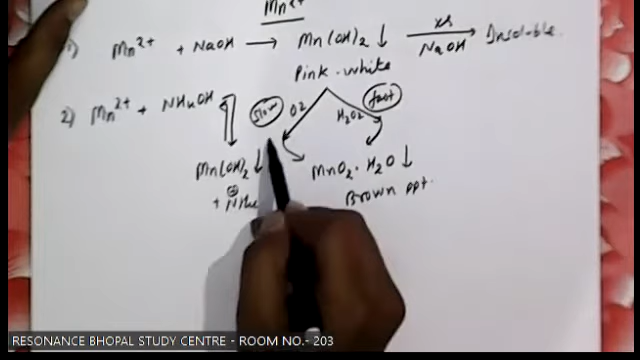 Mn²⁺
1) Mn²⁺ + NaOH → Mn(OH)₂ ↓ xs NaOH → Insoluble.
Pink-white
2) Mn²⁺ + NH₄OH
slow O₂
H₂O₂ fast
Mn(OH)₂ ↓
MnO₂ · H₂O ↓
+ NH₄⁺
Brown ppt.
RESONANCE BHOPAL STUDY CENTRE - ROOM NO.- 203